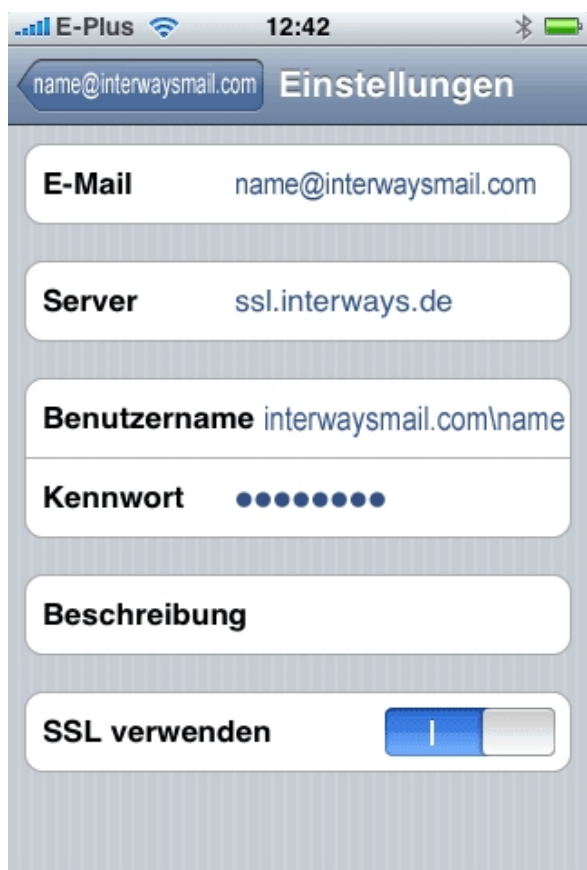 E-Plus 12:42
name@interwaysmail.com Einstellungen
E-Mail name@interwaysmail.com
Server ssl.interways.de
Benutzername interwaysmail.com\name
Kennwort ●●●●●●●●
Beschreibung
SSL verwenden